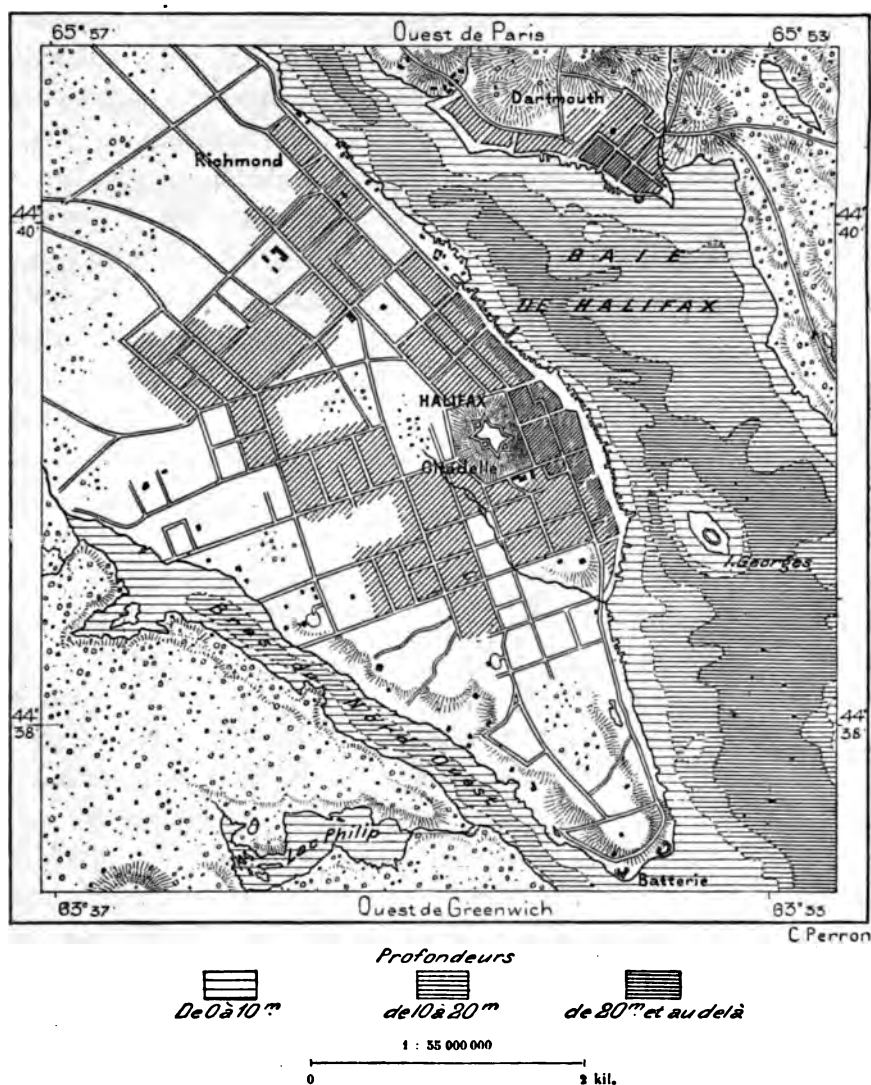 65° 57'
Ouest de Paris
65° 53'
Dartmouth
Richmond
44°
40'
44°
40'
BAIE
DE HALIFAX
HALIFAX
Citadelle
I. Georges
Bras du Nord Ouest
44°
38'
44°
38'
Lac Philip
Batterie
63° 37'
Ouest de Greenwich
63° 33'
C. Perron
Profondeurs
De 0 à 10 m.
de 10 à 20 m
de 20 m et au delà
1 : 55 000 000
0
2 kil.